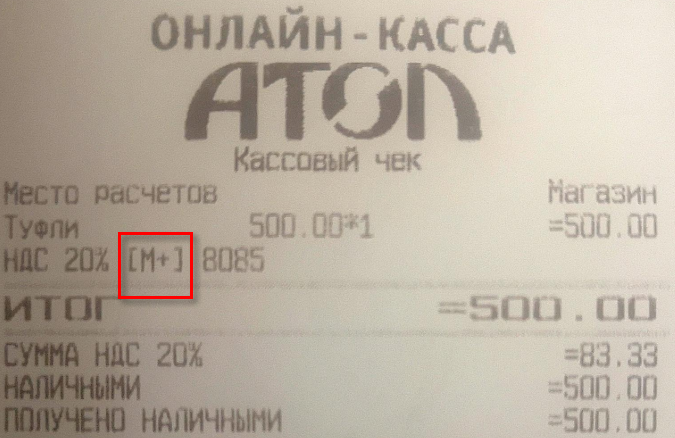 ОНЛАЙН-КАССА
АТОЛ
Кассовый чек
Место расчетов Магазин
Туфли 500.00*1 =500.00
НДС 20% [M+] 8085
ИТОГ =500.00
СУММА НДС 20% =83.33
НАЛИЧНЫМИ =500.00
ПОЛУЧЕНО НАЛИЧНЫМИ =500.00